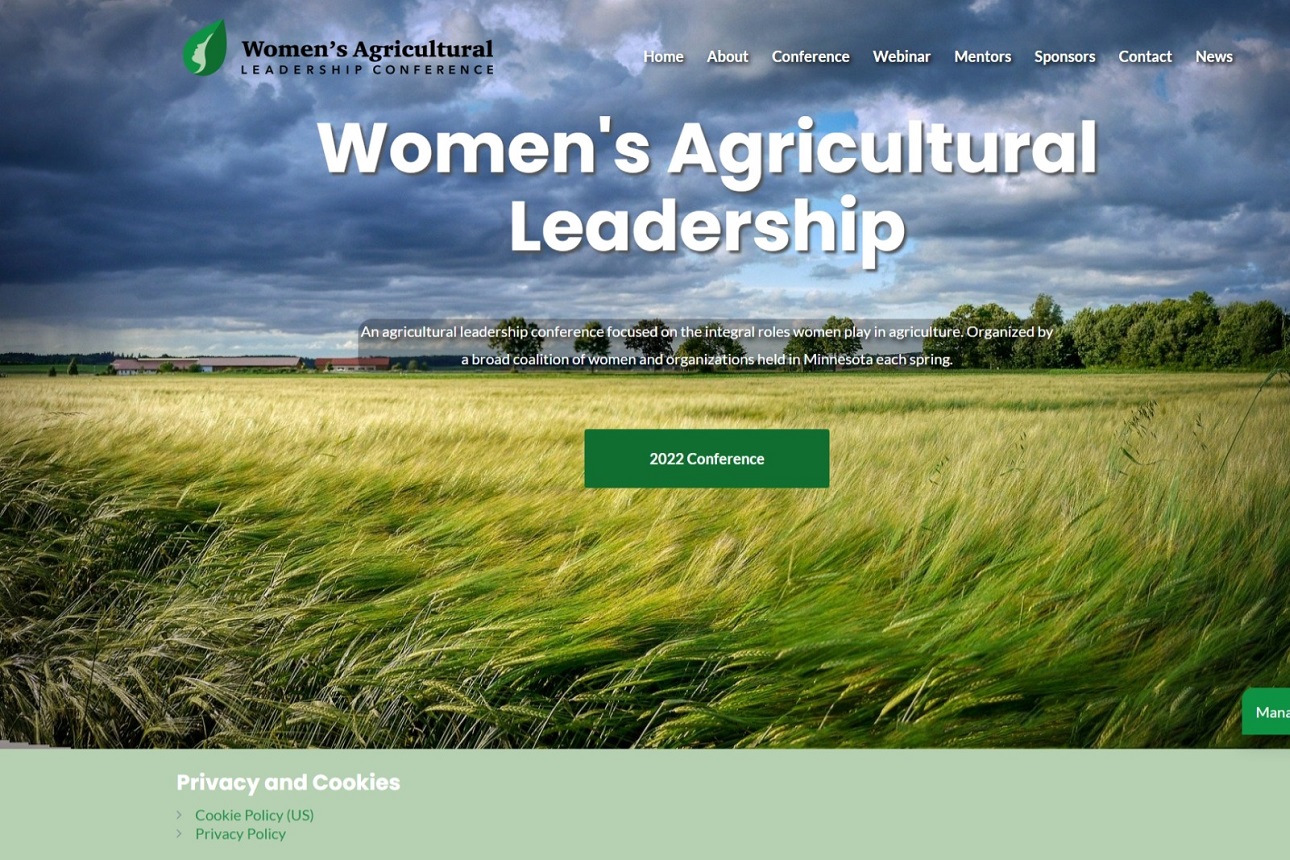 Women's Agricultural
LEADERSHIP CONFERENCE
Home About Conference Webinar Mentors Sponsors Contact News
Women's Agricultural
Leadership
An agricultural leadership conference focused on the integral roles women play in agriculture. Organized by
a broad coalition of women and organizations held in Minnesota each spring.
2022 Conference
Mana
Privacy and Cookies
Cookie Policy (US)
Privacy Policy